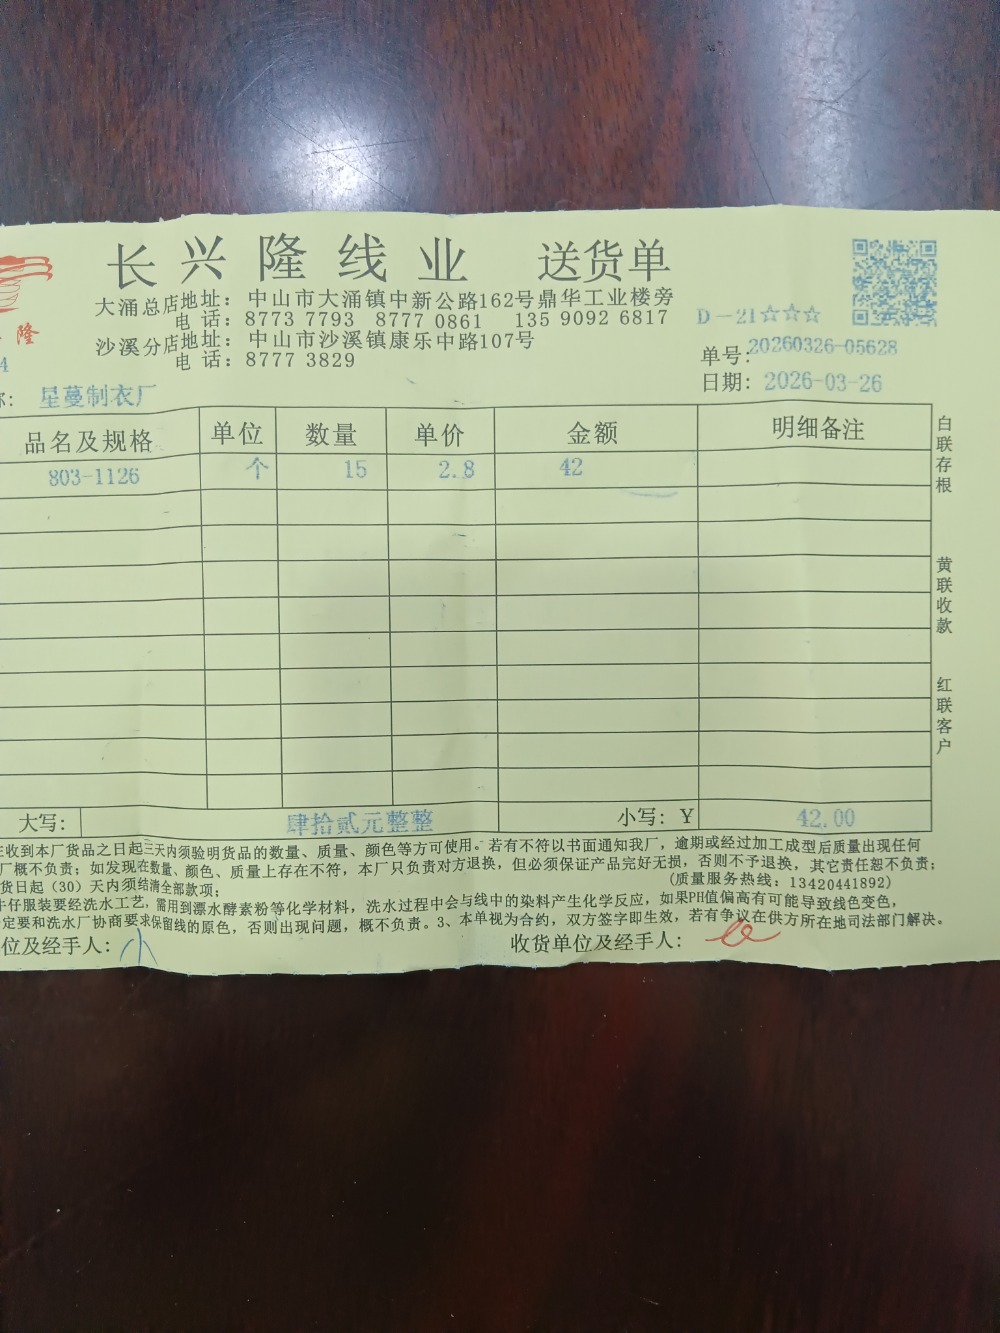 长兴隆线业 送货单
隆
大涌总店地址：中山市大涌镇中新公路162号鼎华工业楼旁
电话：8773 7793 8777 0861 135 9092 6817
D-21☆☆☆
沙溪分店地址：中山市沙溪镇康乐中路107号
电话：8777 3829
4
单号：20260326-05628
日期：2026-03-26
称：星蔓制衣厂
品名及规格 单位 数量 单价 金额 明细备注
803-1126 个 15 2.8 42
白联存根
黄联收款
红联客户
大写：肆拾贰元整整 小写：￥ 42.00
在收到本厂货品之日起三天内须验明货品的数量、质量、颜色等方可使用。若有不符以书面通知我厂，逾期或经过加工成型后质量出现任何
厂概不负责；如发现在数量、颜色、质量上存在不符，本厂只负责对方退换，但必须保证产品完好无损，否则不予退换，其它责任恕不负责；
货日起（30）天内须结清全部款项；
(质量服务热线：13420441892)
牛仔服装要经洗水工艺，需用到漂水酵素粉等化学材料，洗水过程中会与线中的染料产生化学反应，如果PH值偏高有可能导致线色变色，
定要和洗水厂协商要求保留线的原色，否则出现问题，概不负责。3、本单视为合约，双方签字即生效，若有争议在供方所在地司法部门解决。
位及经手人：小 收货单位及经手人：